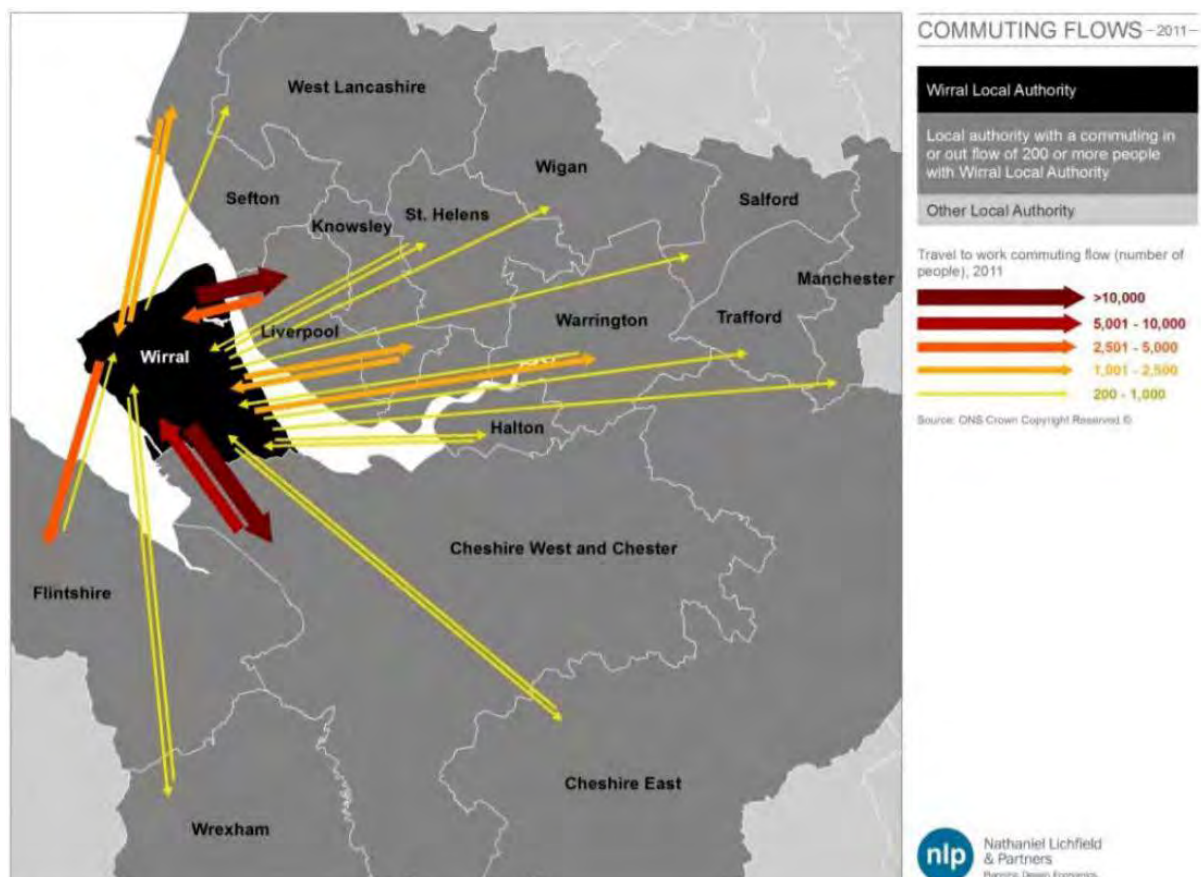 West Lancashire
Wigan
Sefton
Knowsley
St. Helens
Salford
Manchester
Liverpool
Warrington
Trafford
Wirral
Halton
Cheshire West and Chester
Flintshire
Cheshire East
Wrexham
COMMUTING FLOWS - 2011 -
Wirral Local Authority
Local authority with a commuting in
or out flow of 200 or more people
with Wirral Local Authority
Other Local Authority
Travel to work commuting flow (number of
people), 2011
>10,000
5,001 - 10,000
2,501 - 5,000
1,001 - 2,500
200 - 1,000
Source: ONS Crown Copyright Reserved ©
nlp
Nathaniel Lichfield
& Partners
Planning. Design. Economics.